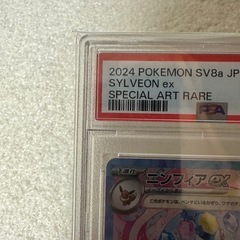 2024 POKEMON SV8a JP
SYLVEON ex
SPECIAL ART RARE
PSA
ニンフィアex